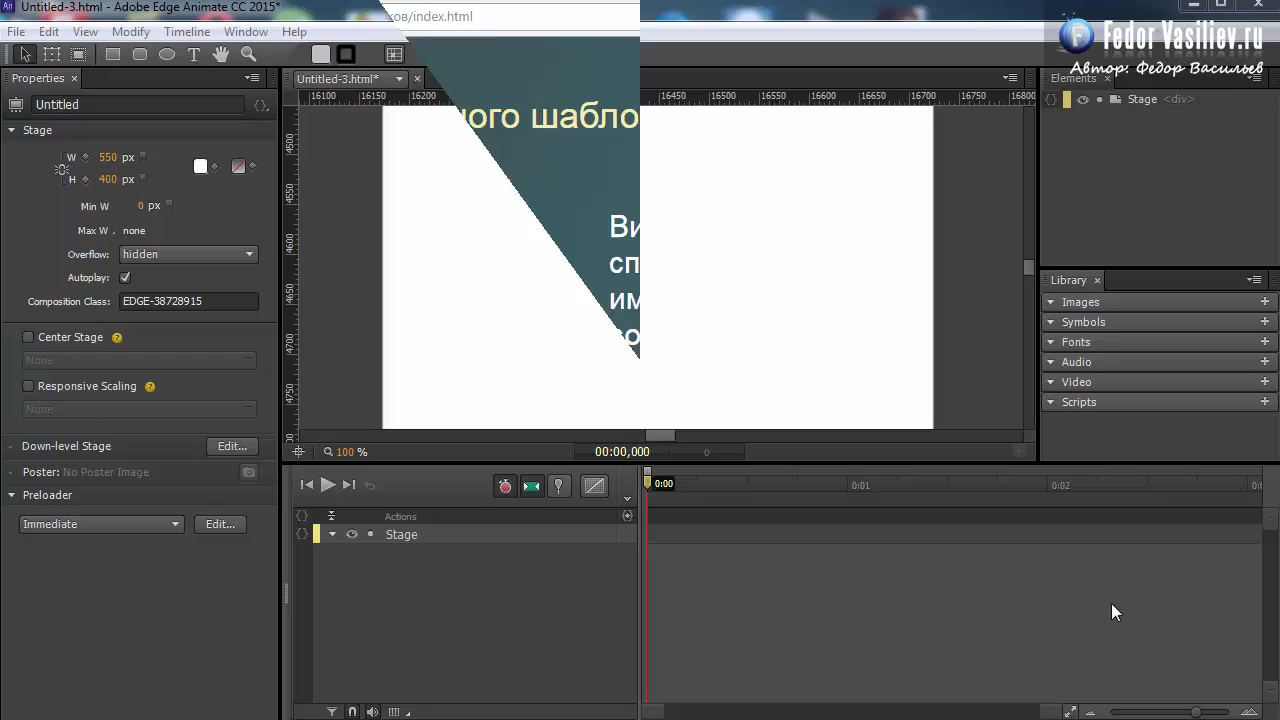 Untitled-3.html* - Adobe Edge Animate CC 2015*
ков/index.html
File Edit View Modify Timeline Window Help
Fedor Vasiliev.ru
Автор: Федор Васильев
Properties
Untitled-3.html*
Elements
Untitled
16100 16150 16200 16450 16500 16550 16600 16650 16700 16750 16800
Stage <div>
ного шабло
Stage
W 550 px
H 400 px
Min W 0 px
Max W none
Overflow: hidden
Autoplay:
Composition Class: EDGE-38728915
Center Stage
None
Responsive Scaling
None
Down-level Stage Edit...
Poster: No Poster Image
Preloader
Immediate Edit...
4500
4550
4600
4650
4700
4750
Ви
сп
им
со
Library
Images
Symbols
Fonts
Audio
Video
Scripts
100 % 00:00,000 0
0:00 0:01 0:02
Actions
Stage